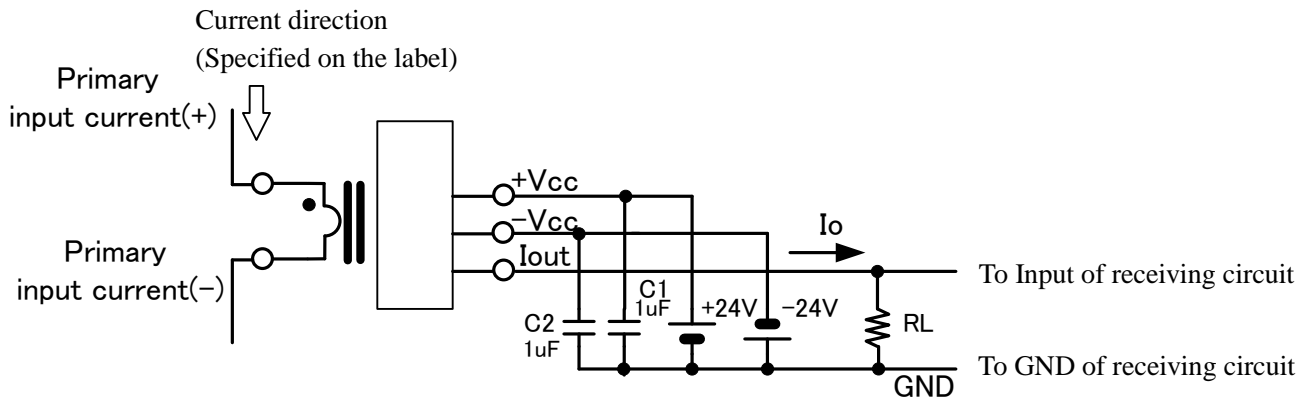 Current direction
(Specified on the label)
Primary
input current(+)
+Vcc
−Vcc
Io
Primary
input current(−)
Iout
To Input of receiving circuit
C1
1uF
+24V
−24V
C2
1uF
RL
To GND of receiving circuit
GND